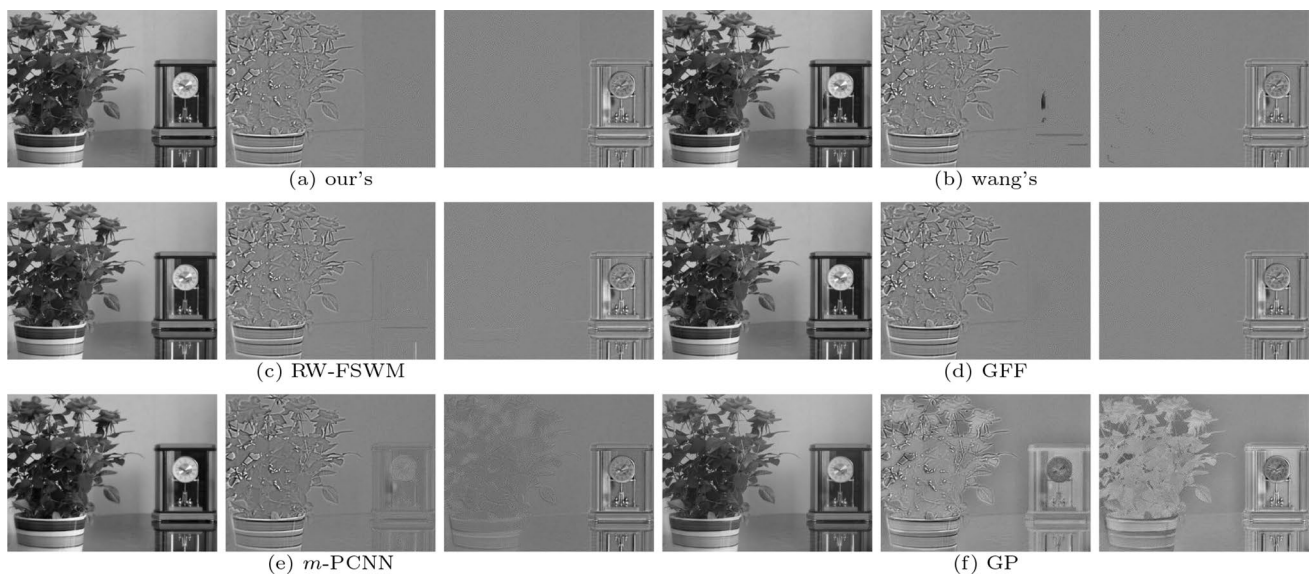 (a) our's
(b) wang's
(c) RW-FSWM
(d) GFF
(e) m-PCNN
(f) GP